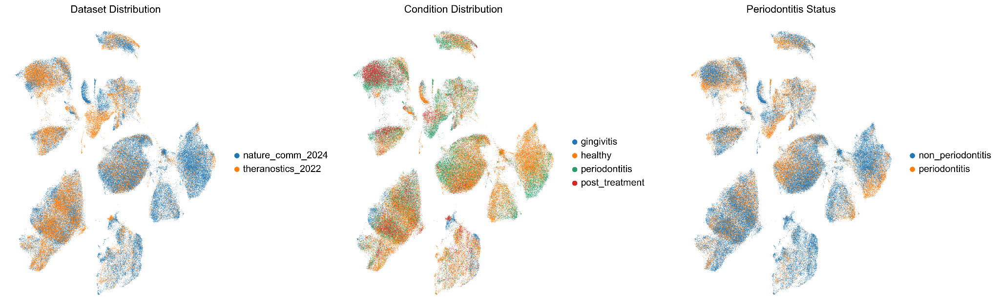 Dataset Distribution
Condition Distribution
Periodontitis Status
nature_comm_2024
theranostics_2022
gingivitis
healthy
periodontitis
post_treatment
non_periodontitis
periodontitis